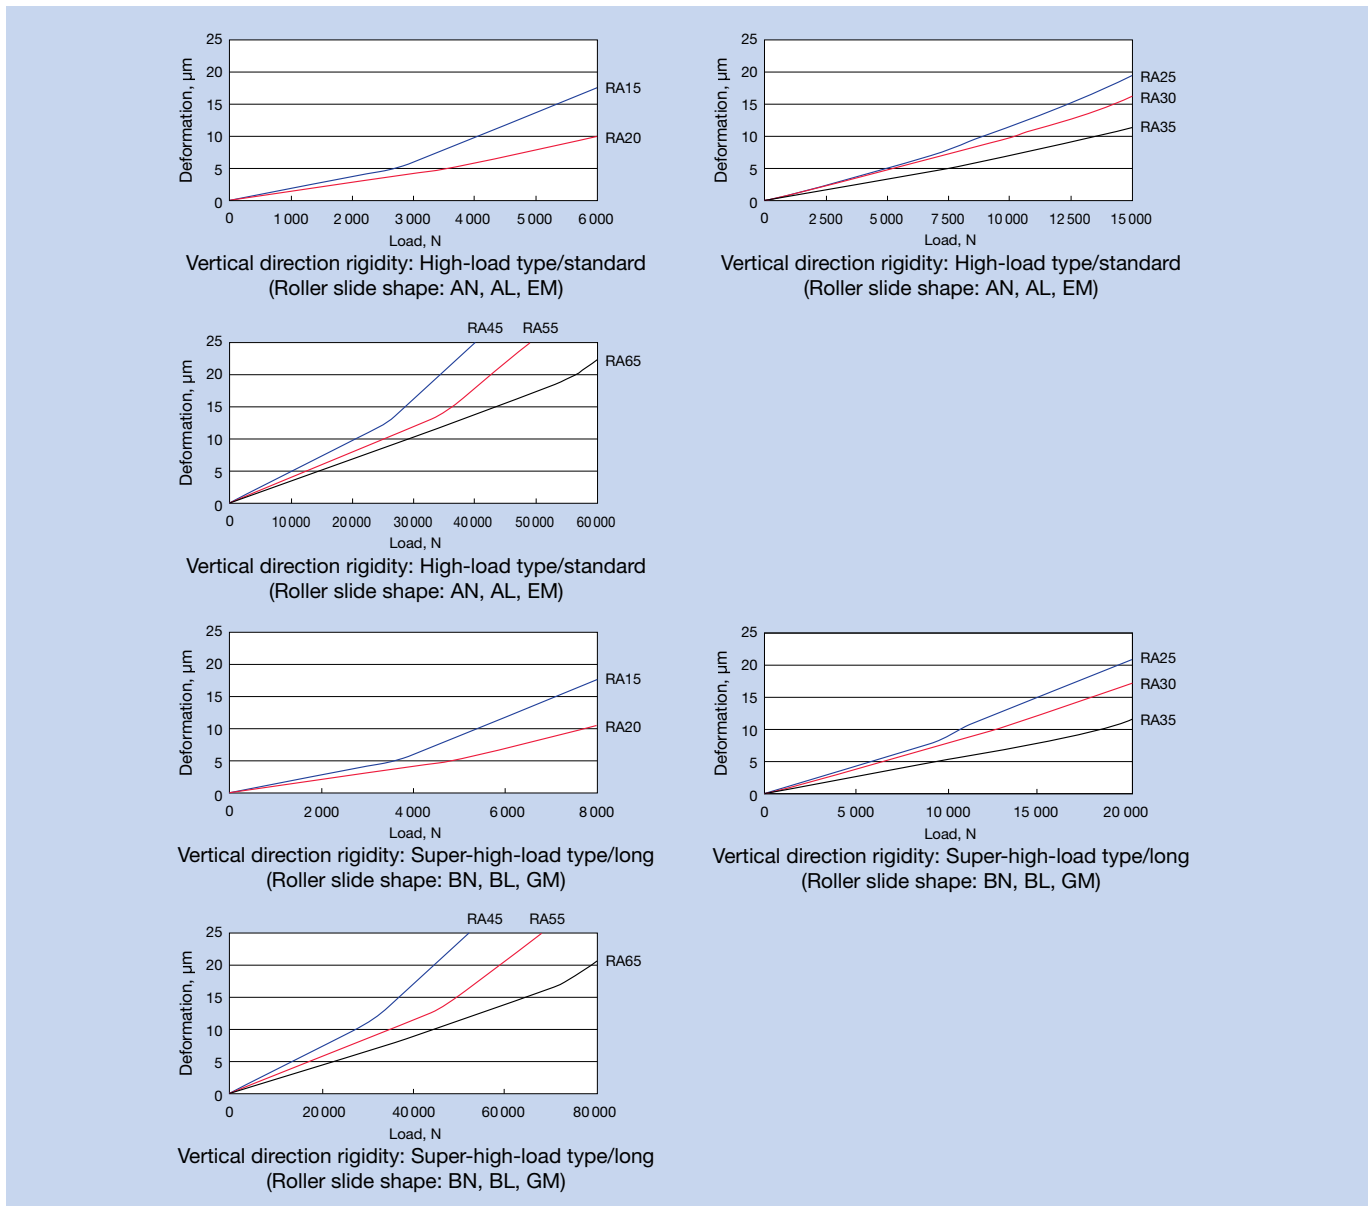 25
20
15
10
5
0
Deformation, µm
RA15
RA20
0 1 000 2 000 3 000 4 000 5 000 6 000
Load, N
Vertical direction rigidity: High-load type/standard
(Roller slide shape: AN, AL, EM)
25
20
15
10
5
0
Deformation, µm
RA25
RA30
RA35
0 2 500 5 000 7 500 10 000 12 500 15 000
Load, N
Vertical direction rigidity: High-load type/standard
(Roller slide shape: AN, AL, EM)
RA45 RA55
25
20
15
10
5
0
Deformation, µm
RA65
0 10 000 20 000 30 000 40 000 50 000 60 000
Load, N
Vertical direction rigidity: High-load type/standard
(Roller slide shape: AN, AL, EM)
25
20
15
10
5
0
Deformation, µm
RA15
RA20
0 2 000 4 000 6 000 8 000
Load, N
Vertical direction rigidity: Super-high-load type/long
(Roller slide shape: BN, BL, GM)
25
20
15
10
5
0
Deformation, µm
RA25
RA30
RA35
0 5 000 10 000 15 000 20 000
Load, N
Vertical direction rigidity: Super-high-load type/long
(Roller slide shape: BN, BL, GM)
RA45 RA55
25
20
15
10
5
0
Deformation, µm
RA65
0 20 000 40 000 60 000 80 000
Load, N
Vertical direction rigidity: Super-high-load type/long
(Roller slide shape: BN, BL, GM)